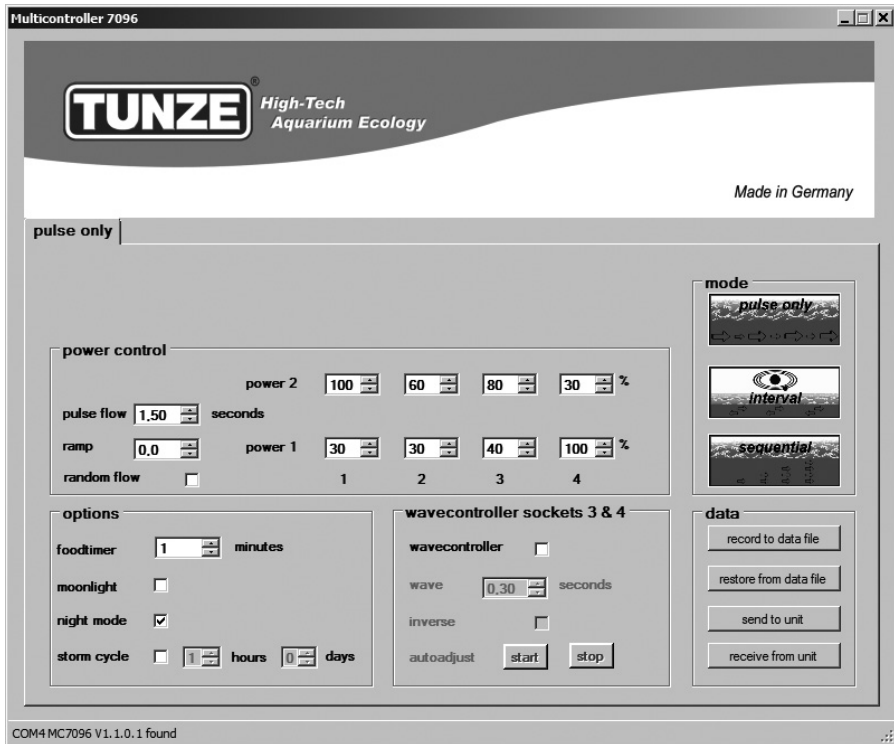 Multicontroller 7096
TUNZE®
High-Tech
Aquarium Ecology
Made in Germany
pulse only
power control
power 2 100 60 80 30 %
pulse flow 1.50 seconds
ramp 0.0 power 1 30 30 40 100 %
random flow 1 2 3 4
mode
pulse only
interval
sequential
options
foodtimer 1 minutes
moonlight
night mode
storm cycle 1 hours 0 days
wavecontroller sockets 3 & 4
wavecontroller
wave 0.30 seconds
inverse
autoadjust start stop
data
record to data file
restore from data file
send to unit
receive from unit
COM4 MC7096 V1.1.0.1 found